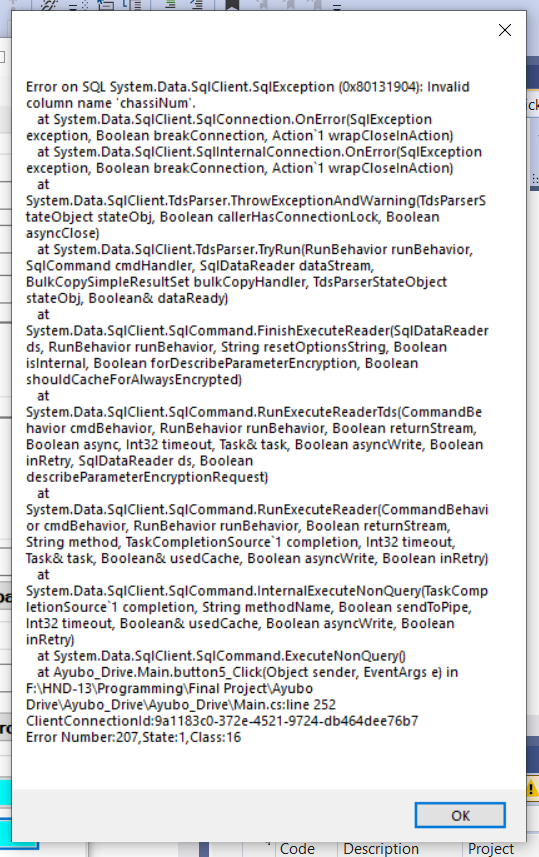 Error on SQL System.Data.SqlClient.SqlException (0x80131904): Invalid
column name 'chassiNum'.
at System.Data.SqlClient.SqlConnection.OnError(SqlException
exception, Boolean breakConnection, Action`1 wrapCloseInAction)
at System.Data.SqlClient.SqlInternalConnection.OnError(SqlException
exception, Boolean breakConnection, Action`1 wrapCloseInAction)
at
System.Data.SqlClient.TdsParser.ThrowExceptionAndWarning(TdsParserS
tateObject stateObj, Boolean callerHasConnectionLock, Boolean
asyncClose)
at System.Data.SqlClient.TdsParser.TryRun(RunBehavior runBehavior,
SqlCommand cmdHandler, SqlDataReader dataStream,
BulkCopySimpleResultSet bulkCopyHandler, TdsParserStateObject
stateObj, Boolean& dataReady)
at
System.Data.SqlClient.SqlCommand.FinishExecuteReader(SqlDataReader
ds, RunBehavior runBehavior, String resetOptionsString, Boolean
isInternal, Boolean forDescribeParameterEncryption, Boolean
shouldCacheForAlwaysEncrypted)
at
System.Data.SqlClient.SqlCommand.RunExecuteReaderTds(CommandBe
havior cmdBehavior, RunBehavior runBehavior, Boolean returnStream,
Boolean async, Int32 timeout, Task& task, Boolean asyncWrite, Boolean
inRetry, SqlDataReader ds, Boolean
describeParameterEncryptionRequest)
at
System.Data.SqlClient.SqlCommand.RunExecuteReader(CommandBehavi
or cmdBehavior, RunBehavior runBehavior, Boolean returnStream,
String method, TaskCompletionSource`1 completion, Int32 timeout,
Task& task, Boolean& usedCache, Boolean asyncWrite, Boolean inRetry)
at
System.Data.SqlClient.SqlCommand.InternalExecuteNonQuery(TaskComp
letionSource`1 completion, String methodName, Boolean sendToPipe,
Int32 timeout, Boolean& usedCache, Boolean asyncWrite, Boolean
inRetry)
at System.Data.SqlClient.SqlCommand.ExecuteNonQuery()
at Ayubo_Drive.Main.button5_Click(Object sender, EventArgs e) in
F:\HND-13\Programming\Final Project\Ayubo
Drive\Ayubo_Drive\Ayubo_Drive\Main.cs:line 252
ClientConnectionId:9a1183c0-372e-4521-9724-db464dee76b7
Error Number:207,State:1,Class:16
OK
Code Description Project